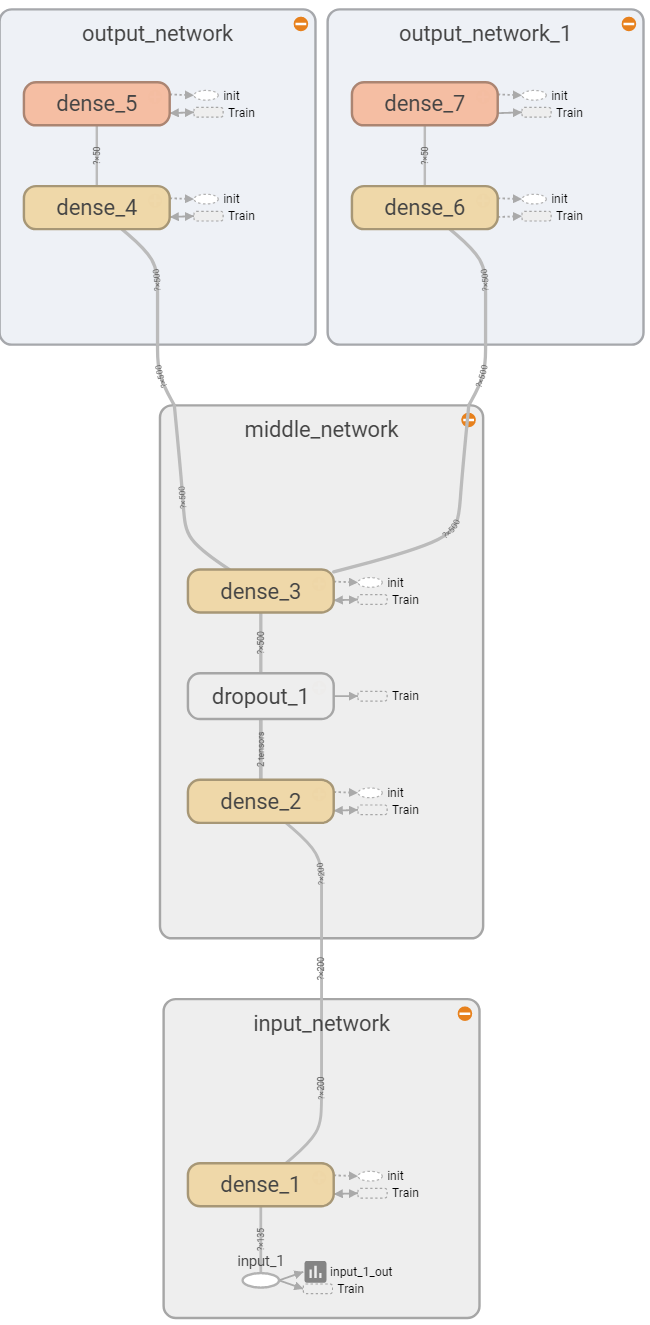 output_network
output_network_1
dense_5
init
Train
dense_7
init
Train
?×50
?×50
dense_4
init
Train
dense_6
init
Train
?×500
?×500
?×500
?×500
middle_network
?×500
?×500
dense_3
init
Train
?×500
dropout_1
Train
2 tensors
dense_2
init
Train
?×200
?×200
input_network
?×200
dense_1
init
Train
?×135
input_1
input_1_out
Train